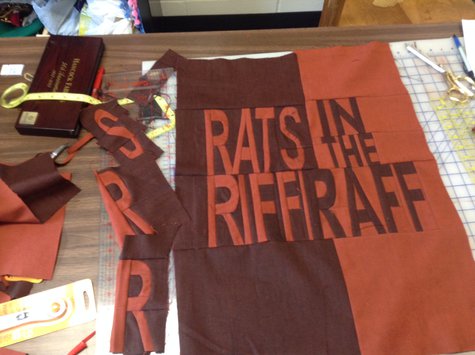 S
R
R
RATS IN
THE
RIFFRAFF